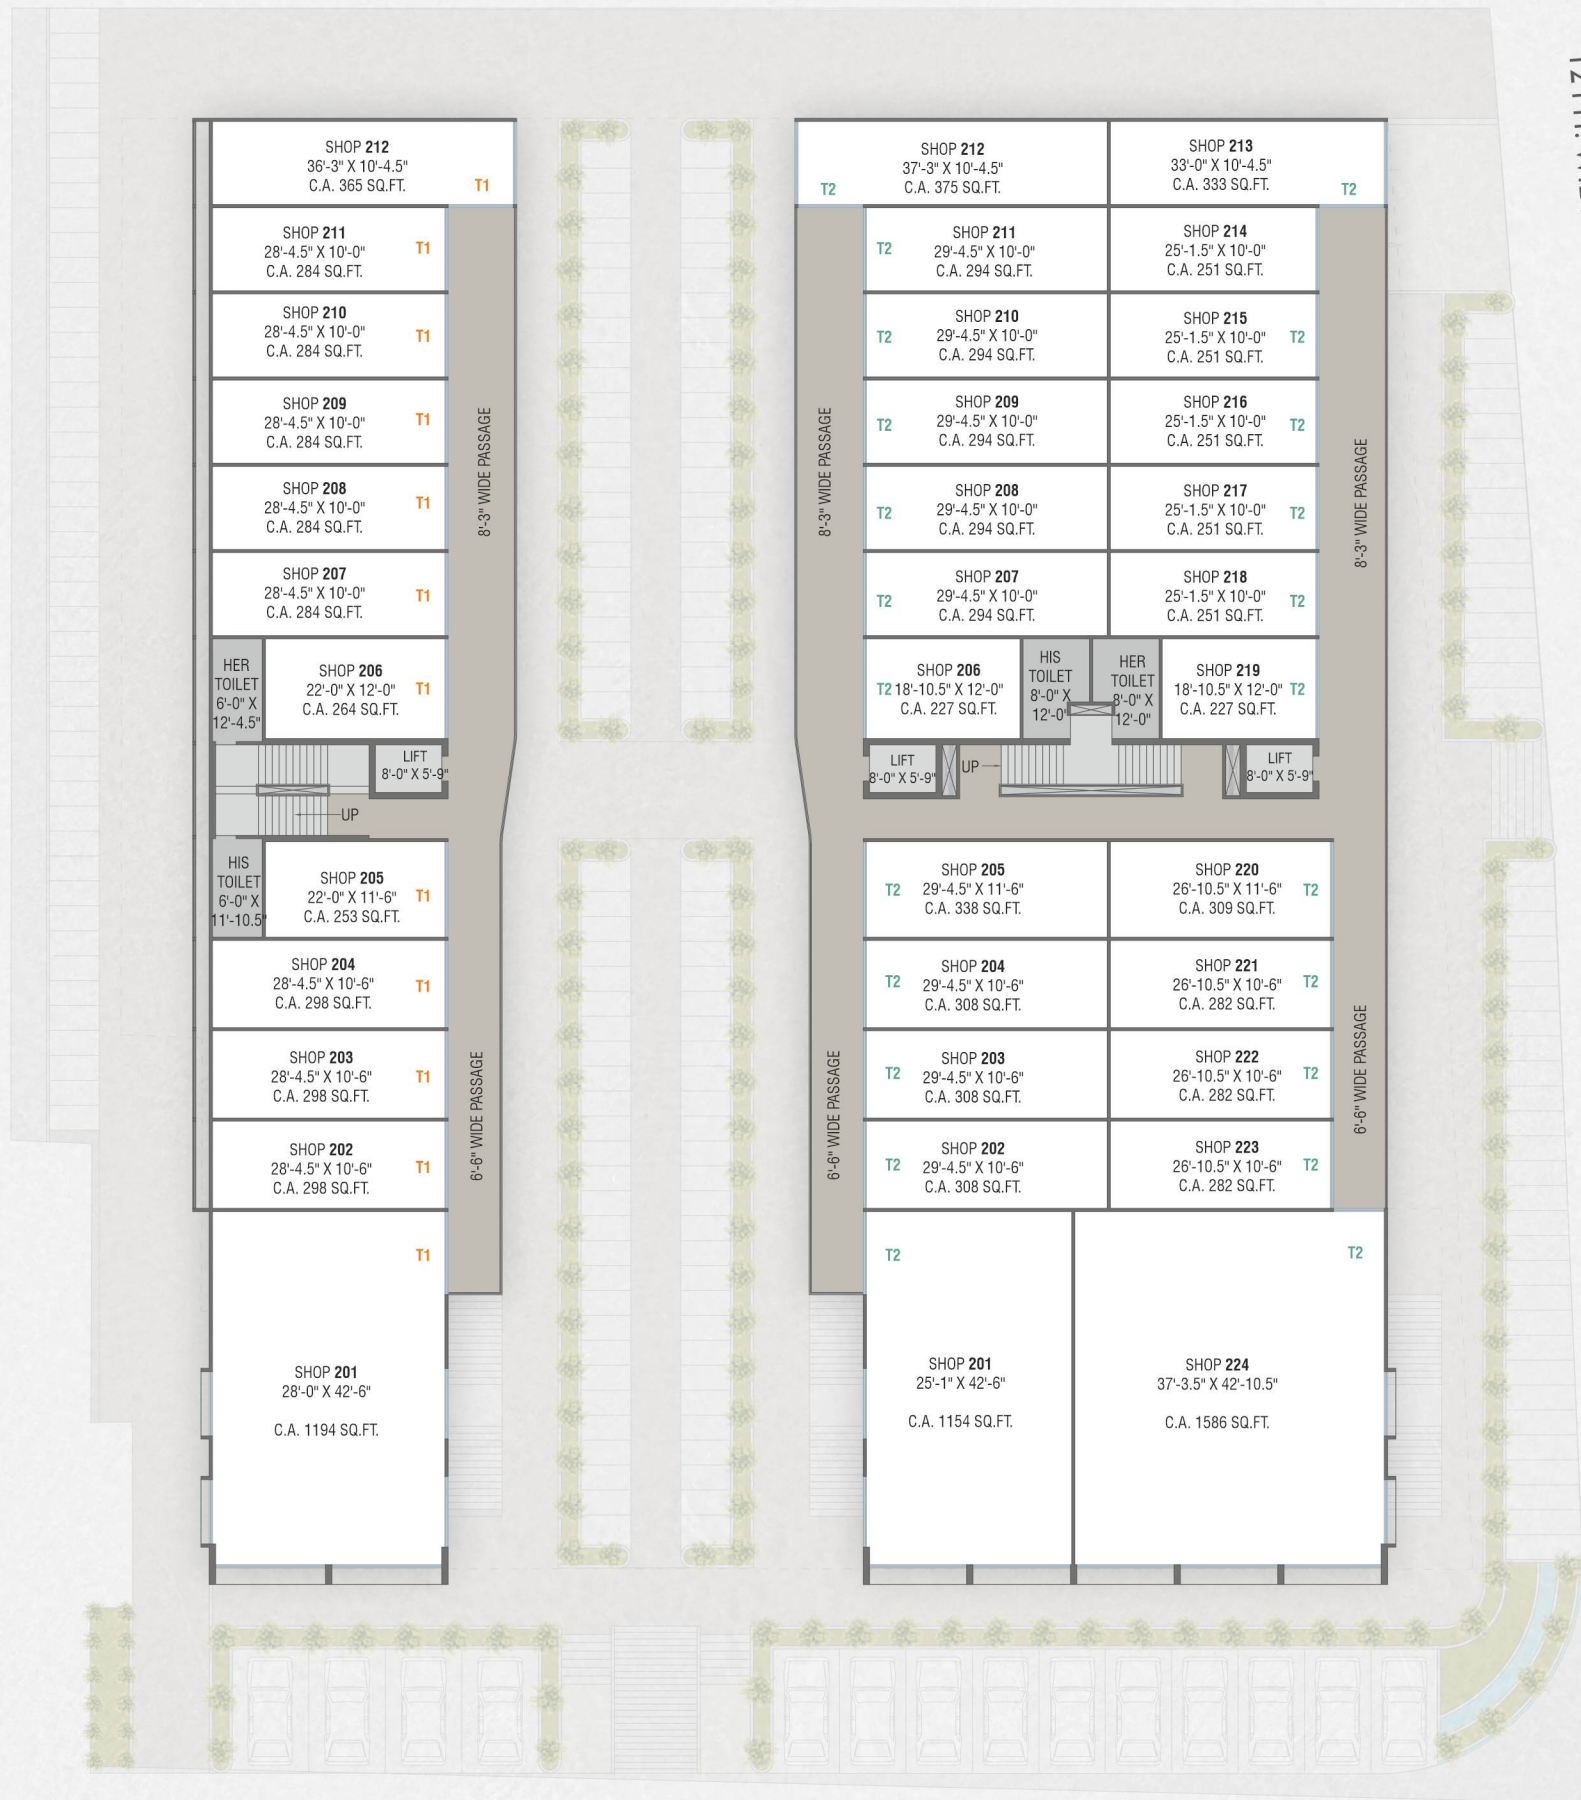 SHOP 212
36'-3" X 10'-4.5"
C.A. 365 SQ.FT.
T1
SHOP 211
28'-4.5" X 10'-0"
C.A. 284 SQ.FT.
T1
SHOP 210
28'-4.5" X 10'-0"
C.A. 284 SQ.FT.
T1
SHOP 209
28'-4.5" X 10'-0"
C.A. 284 SQ.FT.
T1
SHOP 208
28'-4.5" X 10'-0"
C.A. 284 SQ.FT.
T1
SHOP 207
28'-4.5" X 10'-0"
C.A. 284 SQ.FT.
T1
8'-3" WIDE PASSAGE
HER
TOILET
6'-0" X
12'-4.5"
SHOP 206
22'-0" X 12'-0"
C.A. 264 SQ.FT.
T1
LIFT
8'-0" X 5'-9"
UP
HIS
TOILET
6'-0" X
11'-10.5"
SHOP 205
22'-0" X 11'-6"
C.A. 253 SQ.FT.
T1
SHOP 204
28'-4.5" X 10'-6"
C.A. 298 SQ.FT.
T1
SHOP 203
28'-4.5" X 10'-6"
C.A. 298 SQ.FT.
T1
SHOP 202
28'-4.5" X 10'-6"
C.A. 298 SQ.FT.
T1
6'-6" WIDE PASSAGE
T1
SHOP 201
28'-0" X 42'-6"
C.A. 1194 SQ.FT.
SHOP 212
37'-3" X 10'-4.5"
C.A. 375 SQ.FT.
T2
SHOP 213
33'-0" X 10'-4.5"
C.A. 333 SQ.FT.
T2
8'-3" WIDE PASSAGE
T2
SHOP 211
29'-4.5" X 10'-0"
C.A. 294 SQ.FT.
SHOP 214
25'-1.5" X 10'-0"
C.A. 251 SQ.FT.
T2
SHOP 210
29'-4.5" X 10'-0"
C.A. 294 SQ.FT.
SHOP 215
25'-1.5" X 10'-0"
C.A. 251 SQ.FT.
T2
T2
SHOP 209
29'-4.5" X 10'-0"
C.A. 294 SQ.FT.
SHOP 216
25'-1.5" X 10'-0"
C.A. 251 SQ.FT.
T2
T2
SHOP 208
29'-4.5" X 10'-0"
C.A. 294 SQ.FT.
SHOP 217
25'-1.5" X 10'-0"
C.A. 251 SQ.FT.
T2
T2
SHOP 207
29'-4.5" X 10'-0"
C.A. 294 SQ.FT.
SHOP 218
25'-1.5" X 10'-0"
C.A. 251 SQ.FT.
T2
8'-3" WIDE PASSAGE
T2
SHOP 206
18'-10.5" X 12'-0"
C.A. 227 SQ.FT.
HIS
TOILET
8'-0" X
12'-0"
HER
TOILET
8'-0" X
12'-0"
SHOP 219
18'-10.5" X 12'-0"
C.A. 227 SQ.FT.
T2
LIFT
8'-0" X 5'-9"
UP
LIFT
8'-0" X 5'-9"
T2
SHOP 205
29'-4.5" X 11'-6"
C.A. 338 SQ.FT.
SHOP 220
26'-10.5" X 11'-6"
C.A. 309 SQ.FT.
T2
T2
SHOP 204
29'-4.5" X 10'-6"
C.A. 308 SQ.FT.
SHOP 221
26'-10.5" X 10'-6"
C.A. 282 SQ.FT.
T2
T2
SHOP 203
29'-4.5" X 10'-6"
C.A. 308 SQ.FT.
SHOP 222
26'-10.5" X 10'-6"
C.A. 282 SQ.FT.
T2
T2
SHOP 202
29'-4.5" X 10'-6"
C.A. 308 SQ.FT.
SHOP 223
26'-10.5" X 10'-6"
C.A. 282 SQ.FT.
T2
6'-6" WIDE PASSAGE
6'-6" WIDE PASSAGE
T2
SHOP 201
25'-1" X 42'-6"
C.A. 1154 SQ.FT.
T2
SHOP 224
37'-3.5" X 42'-10.5"
C.A. 1586 SQ.FT.